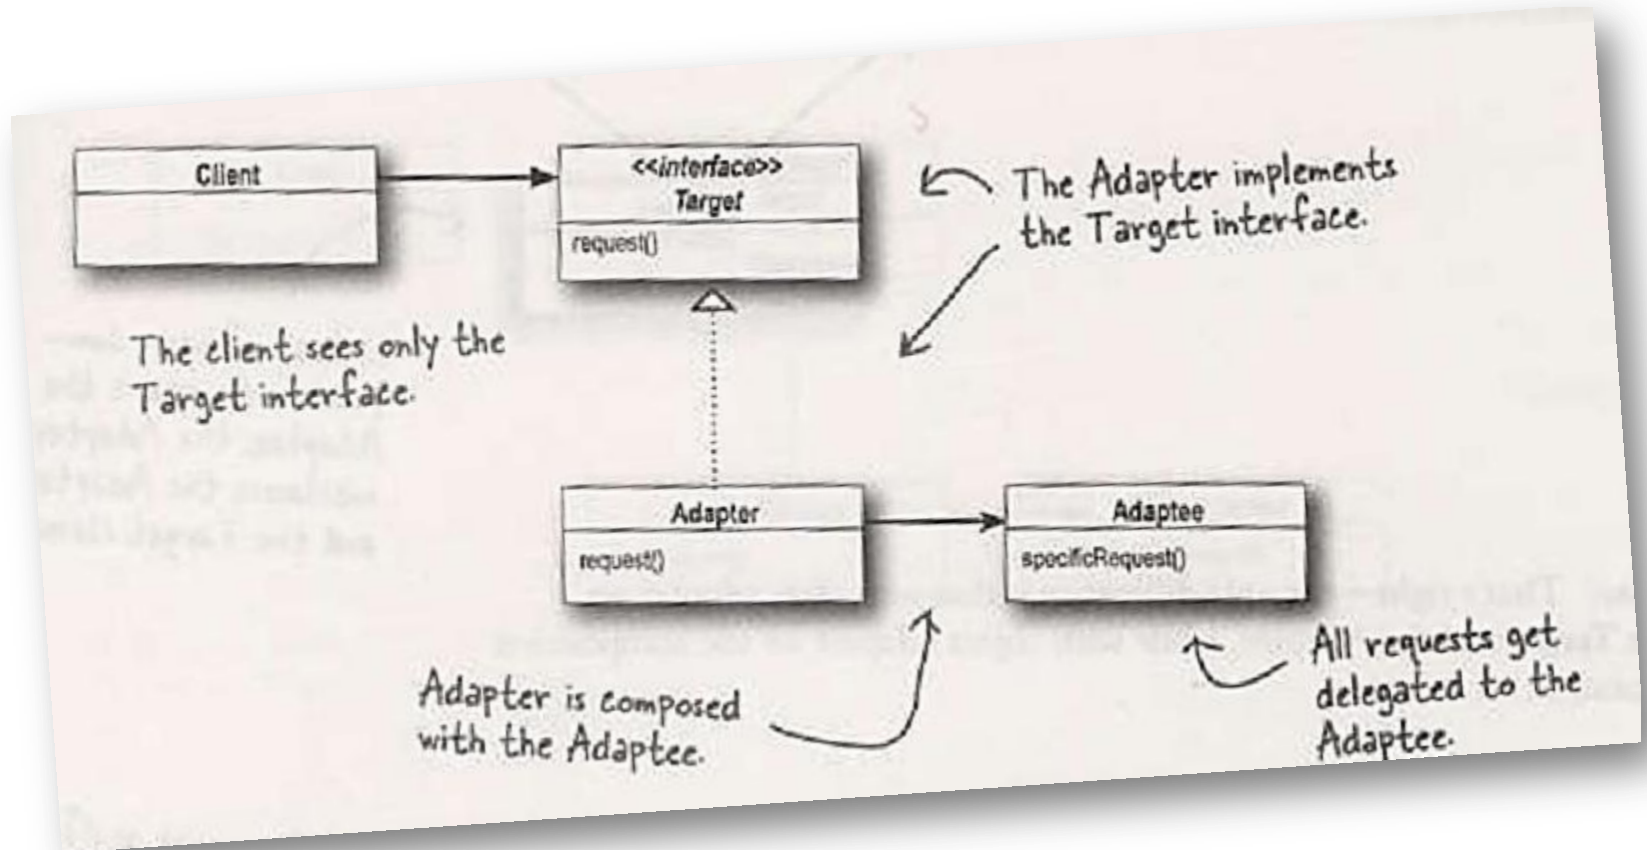 Client
<<interface>>
Target
request()
The Adapter implements
the Target interface.
The client sees only the
Target interface.
Adapter
request()
Adaptee
specificRequest()
Adapter is composed
with the Adaptee.
All requests get
delegated to the
Adaptee.